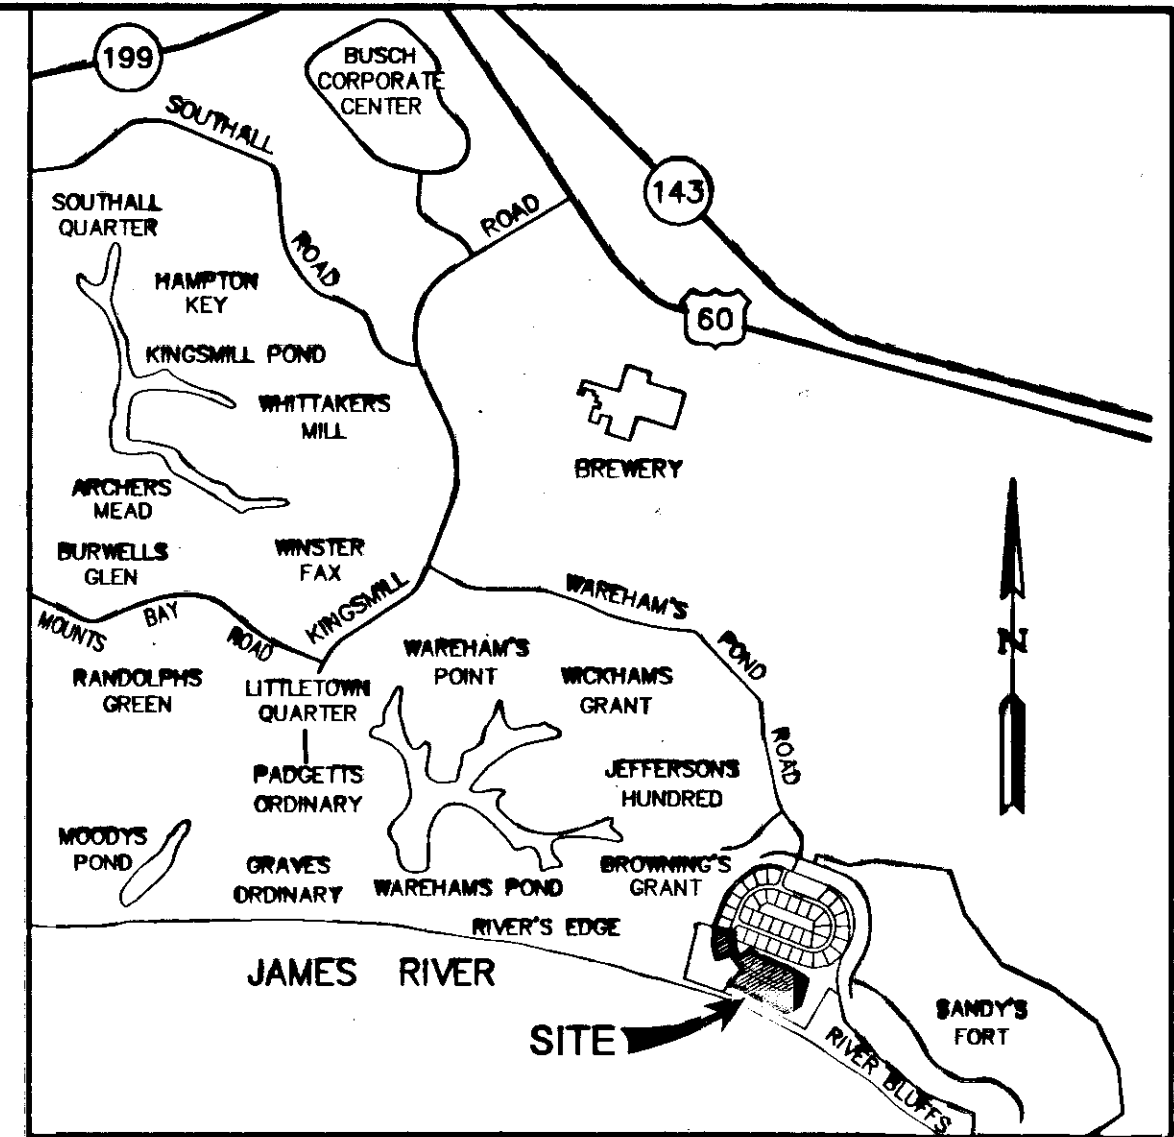 199
BUSCH
CORPORATE
CENTER
SOUTHALL
ROAD
143
ROAD
SOUTHALL
QUARTER
HAMPTON
KEY
60
KINGSMILL POND
WHITTAKERS
MILL
BREWERY
ARCHERS
MEAD
BURWELLS
GLEN
WINSTER
FAX
KINGSMILL
WAREHAM'S
POND
ROAD
MOUNTS
BAY
ROAD
N
WAREHAM'S
POINT
WICKHAMS
GRANT
RANDOLPHS
GREEN
LITTLETOWN
QUARTER
PADGETTS
ORDINARY
JEFFERSONS
HUNDRED
MOODYS
POND
GRAVES
ORDINARY
WAREHAMS POND
BROWNING'S
GRANT
RIVER'S EDGE
JAMES RIVER
SITE
SANDY'S
FORT
RIVER BLUFFS